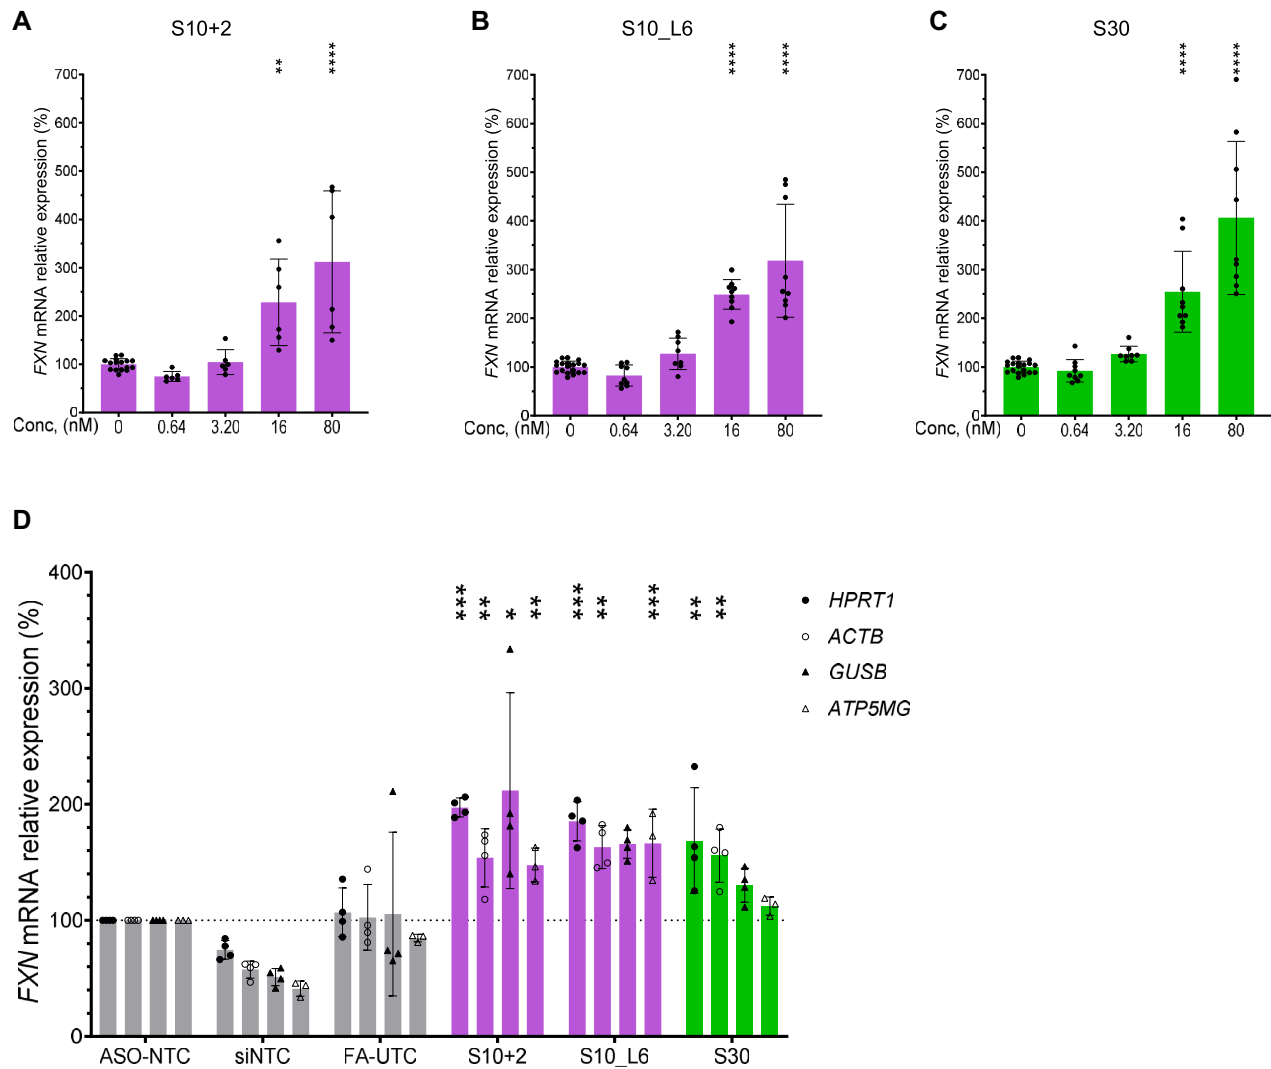 A
S10+2
** ****
FXN mRNA relative expression (%)
700
600
500
400
300
200
100
0
Conc, (nM)
0 0.64 3.20 16 80
B
S10_L6
**** ****
FXN mRNA relative expression (%)
700
600
500
400
300
200
100
0
Conc, (nM)
0 0.64 3.20 16 80
C
S30
**** ****
FXN mRNA relative expression (%)
700
600
500
400
300
200
100
0
Conc, (nM)
0 0.64 3.20 16 80
D
FXN mRNA relative expression (%)
400
300
200
100
0
*** ** * ** *** ** *** ** **
HPRT1
ACTB
GUSB
ATP5MG
ASO-NTC siNTC FA-UTC S10+2 S10_L6 S30